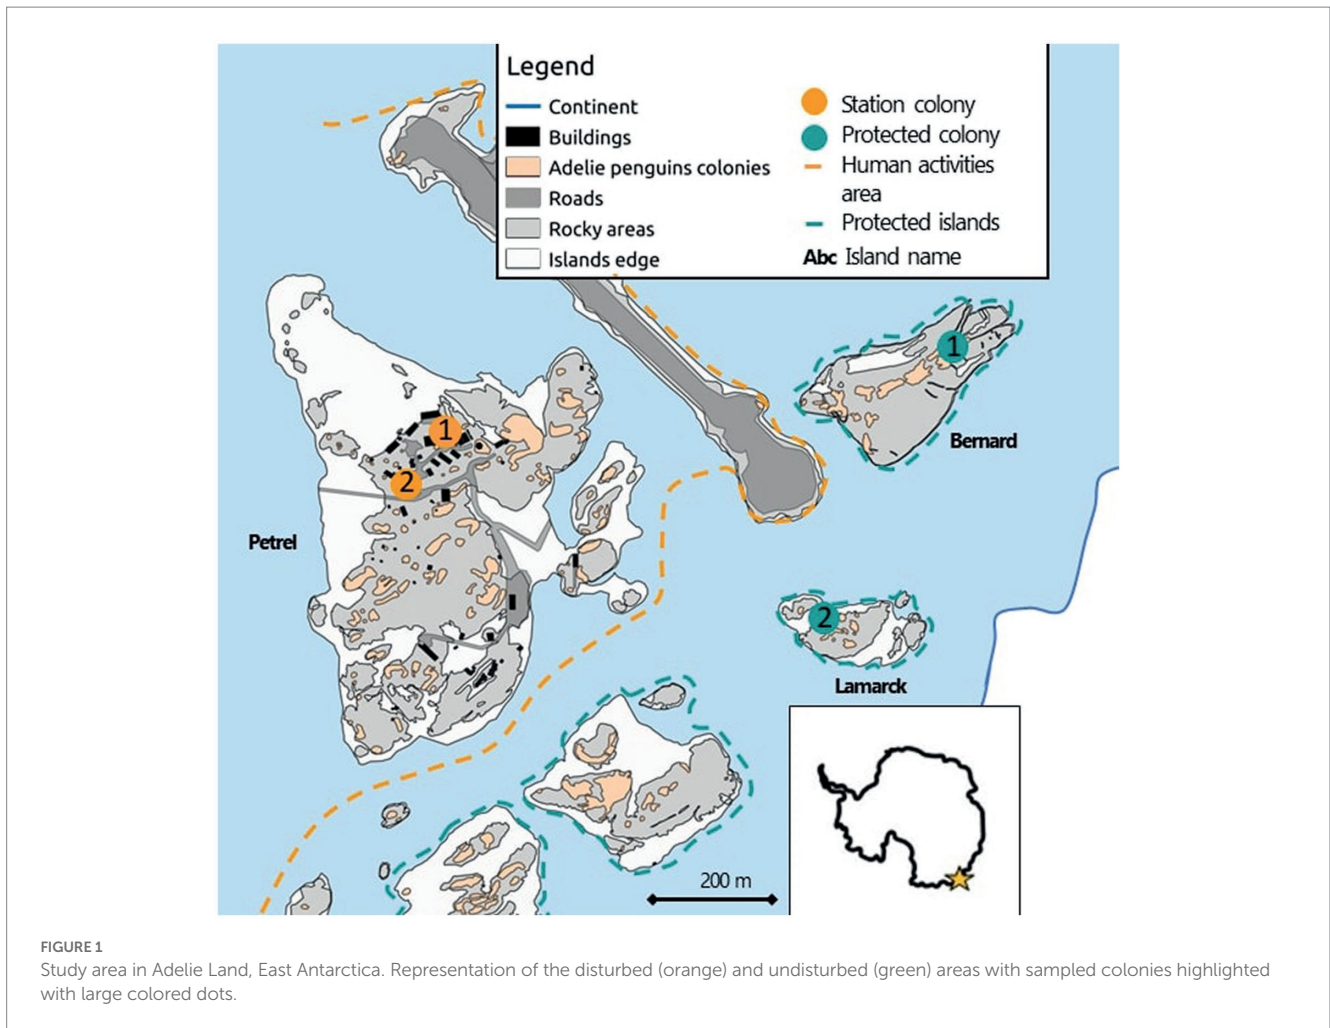 Legend
Continent
Buildings
Adelie penguins colonies
Roads
Rocky areas
Islands edge
Station colony
Protected colony
Human activities
area
Protected islands
Abc Island name
1
Bernard
1
2
Petrel
2
Lamarck
200 m
FIGURE 1
Study area in Adelie Land, East Antarctica. Representation of the disturbed (orange) and undisturbed (green) areas with sampled colonies highlighted
with large colored dots.